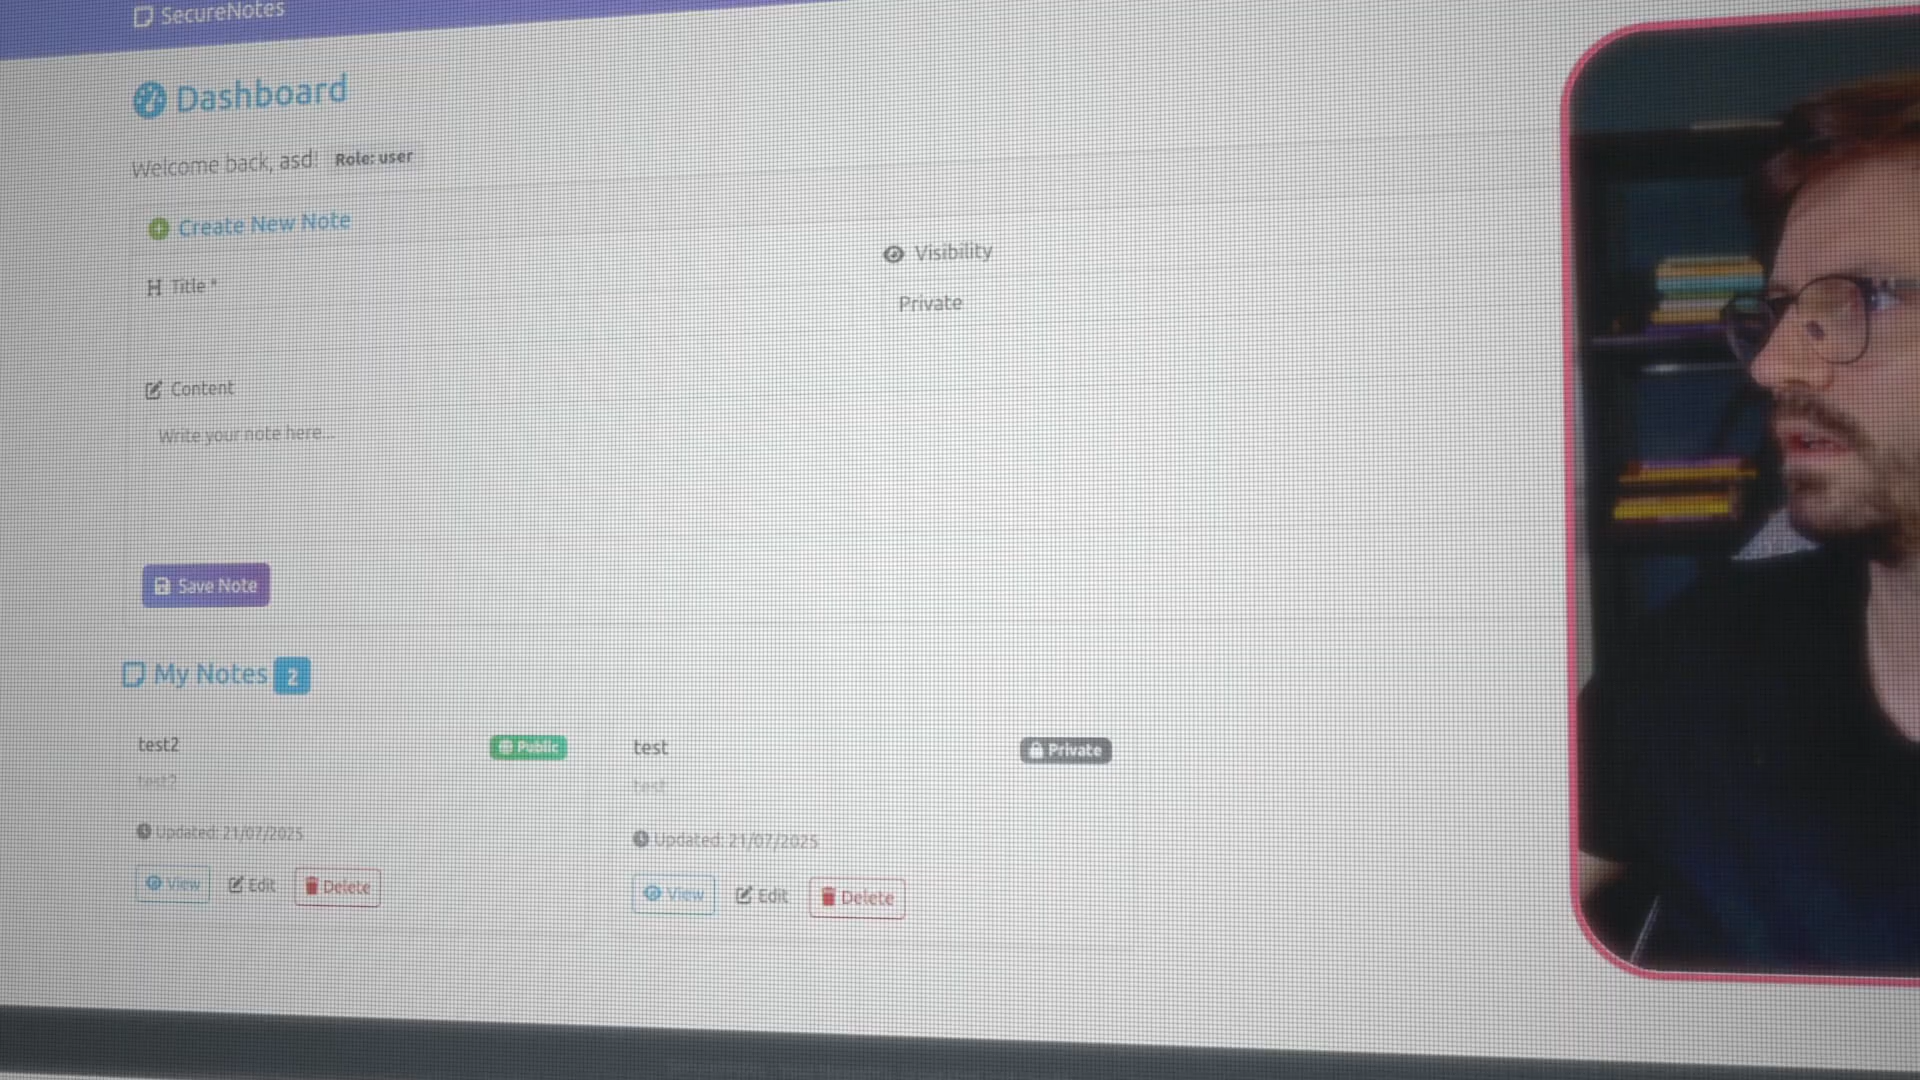 SecureNotes
Dashboard
Welcome back, asd! Role: user
Create New Note
Title *
Visibility
Private
Content
Write your note here...
Save Note
My Notes 2
test2 Public
test2
Updated: 21/07/2025
View Edit Delete
test Private
test
Updated: 21/07/2025
View Edit Delete